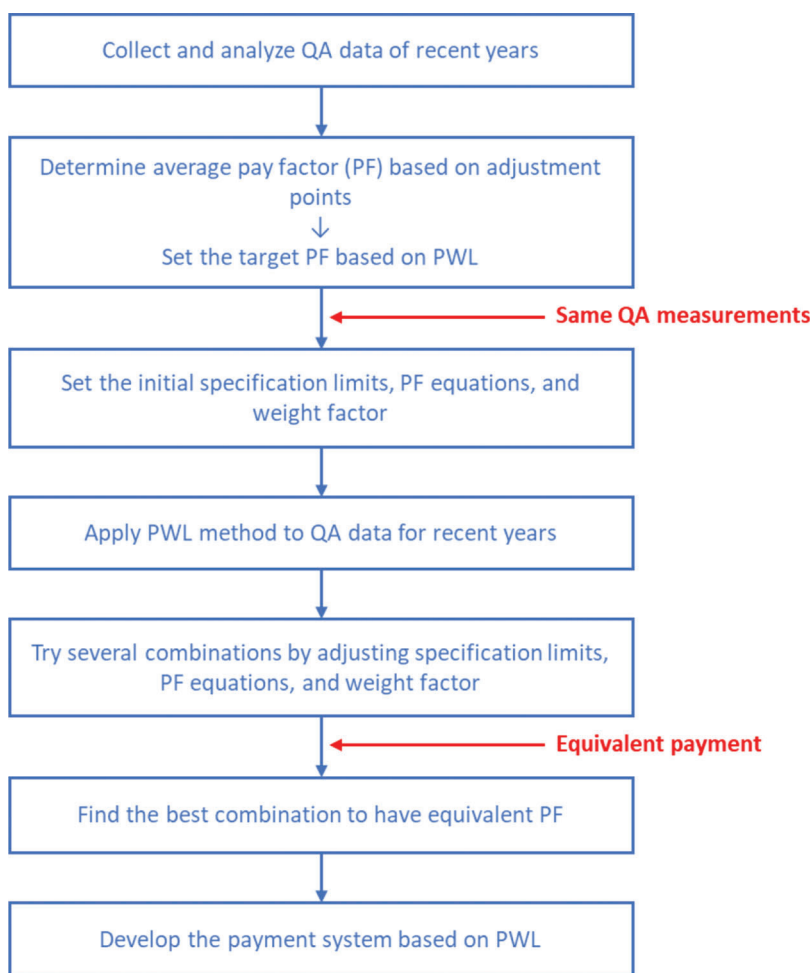 Collect and analyze QA data of recent years
Determine average pay factor (PF) based on adjustment
points
↓
Set the target PF based on PWL
Same QA measurements
Set the initial specification limits, PF equations, and
weight factor
Apply PWL method to QA data for recent years
Try several combinations by adjusting specification limits,
PF equations, and weight factor
Equivalent payment
Find the best combination to have equivalent PF
Develop the payment system based on PWL